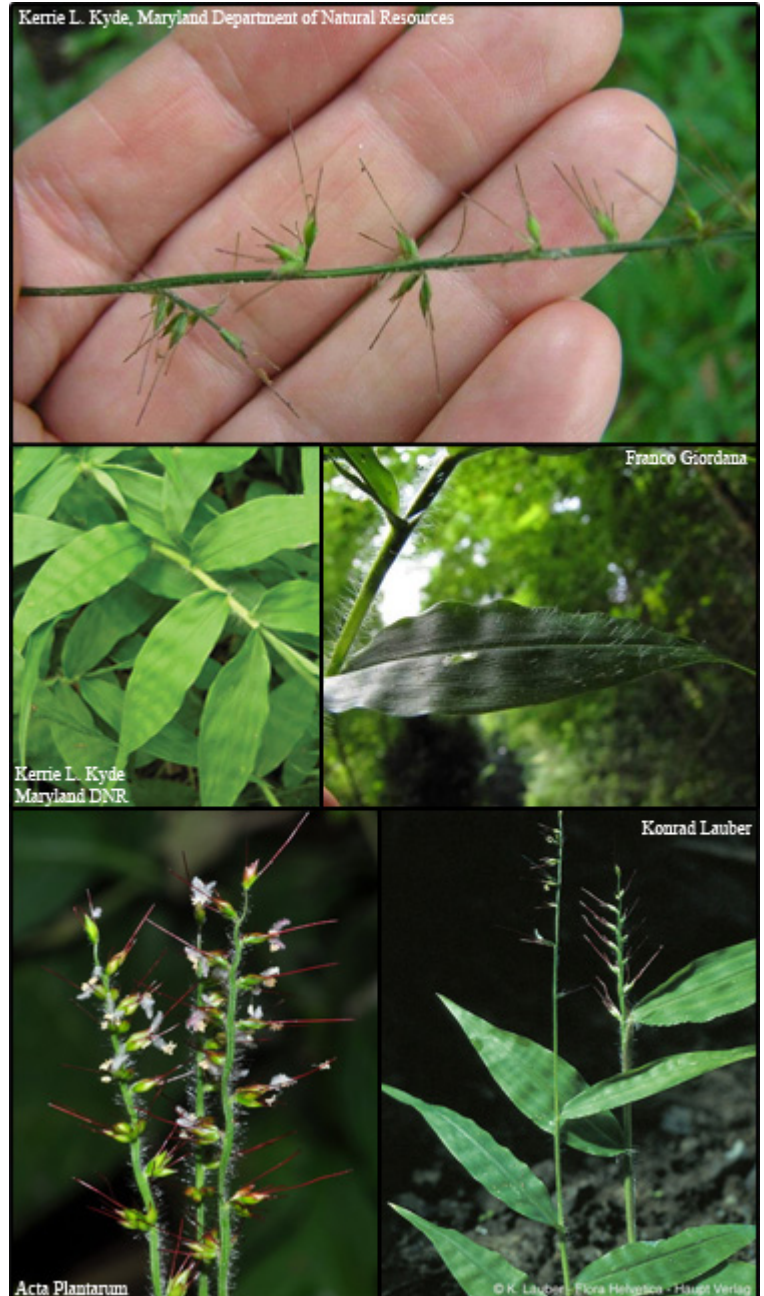 Kerrie L. Kyde, Maryland Department of Natural Resources
Franco Giordana
Kerrie L. Kyde
Maryland DNR
Konrad Lauber
Acta Plantarum
© K. Lauber - Flora Helvetica - Haupt Verlag